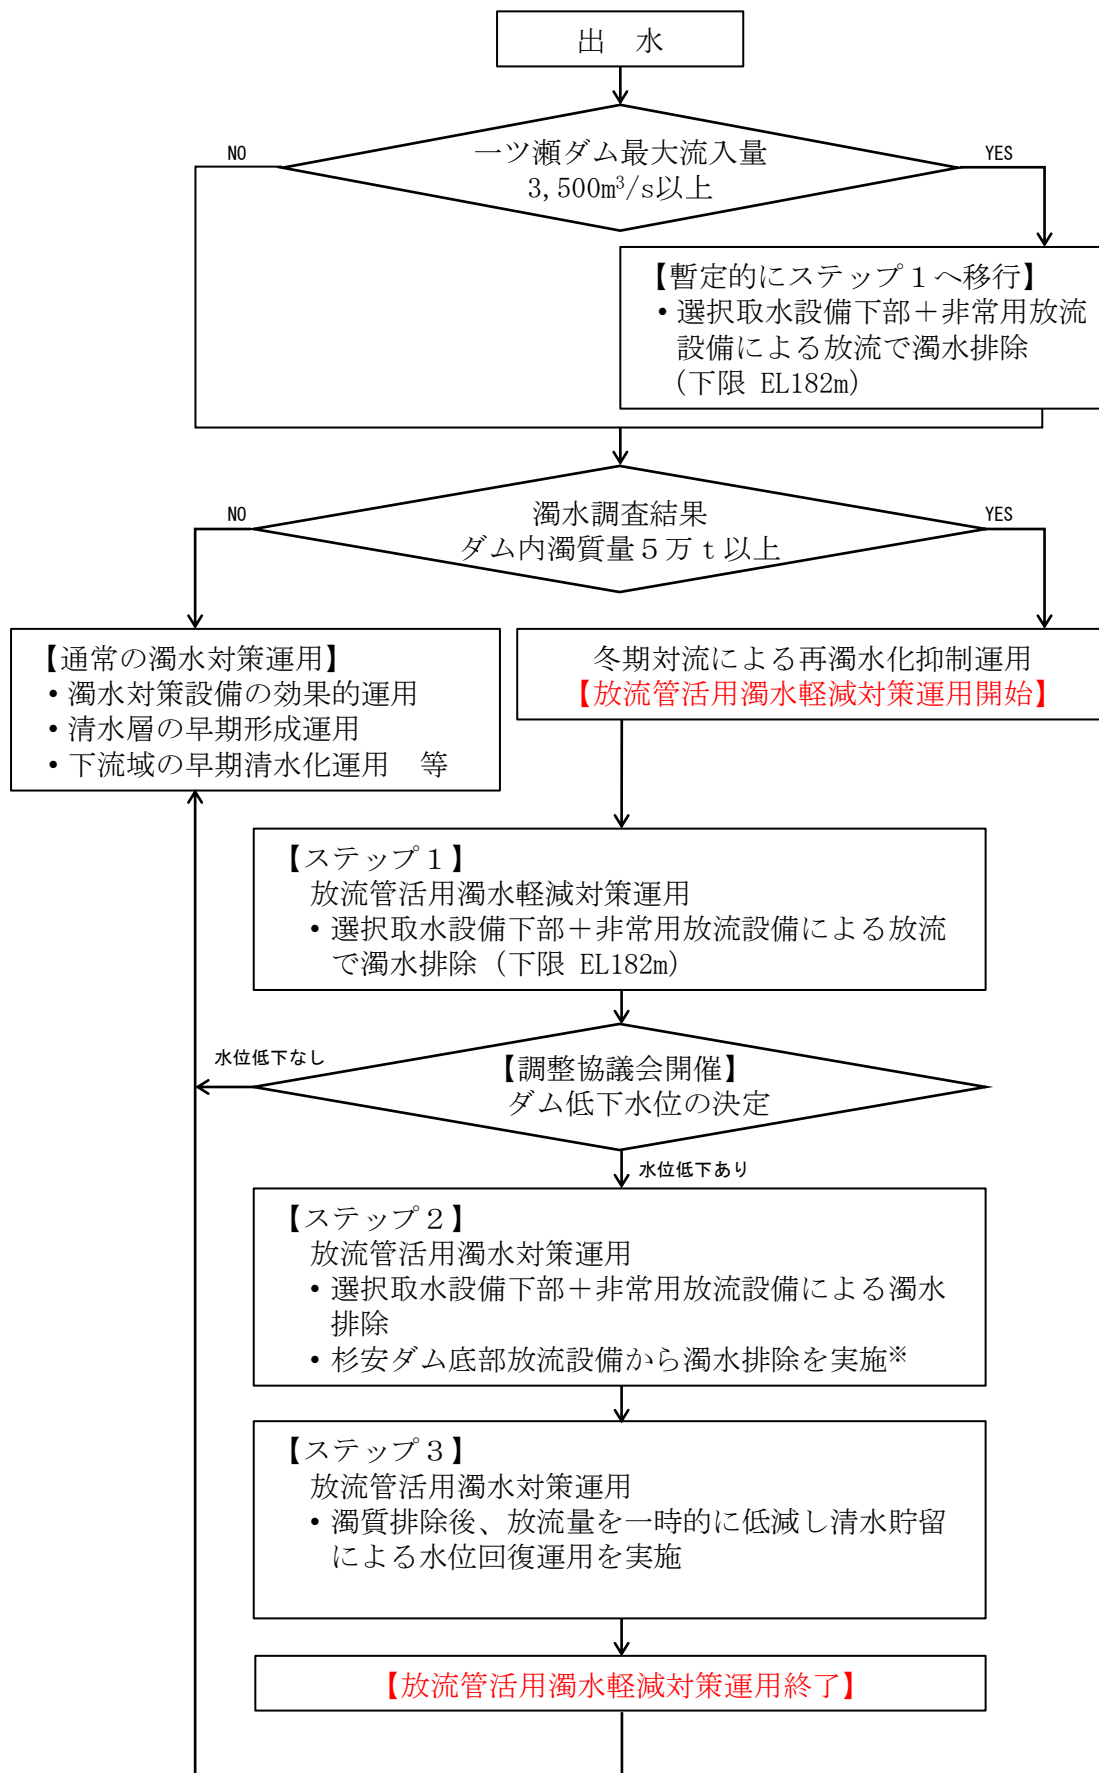 出　水
一ツ瀬ダム最大流入量
3,500m³/s以上
NO
YES
【暫定的にステップ１へ移行】
・選択取水設備下部＋非常用放流
設備による放流で濁水排除
（下限 EL182m）
濁水調査結果
ダム内濁質量５万ｔ以上
NO
YES
【通常の濁水対策運用】
・濁水対策設備の効果的運用
・清水層の早期形成運用
・下流域の早期清水化運用　等
冬期対流による再濁水化抑制運用
【放流管活用濁水軽減対策運用開始】
【ステップ１】
放流管活用濁水軽減対策運用
・選択取水設備下部＋非常用放流設備による放流
で濁水排除（下限 EL182m）
水位低下なし
【調整協議会開催】
ダム低下水位の決定
水位低下あり
【ステップ２】
放流管活用濁水対策運用
・選択取水設備下部＋非常用放流設備による濁水
排除
・杉安ダム底部放流設備から濁水排除を実施※
【ステップ３】
放流管活用濁水対策運用
・濁質排除後、放流量を一時的に低減し清水貯留
による水位回復運用を実施
【放流管活用濁水軽減対策運用終了】